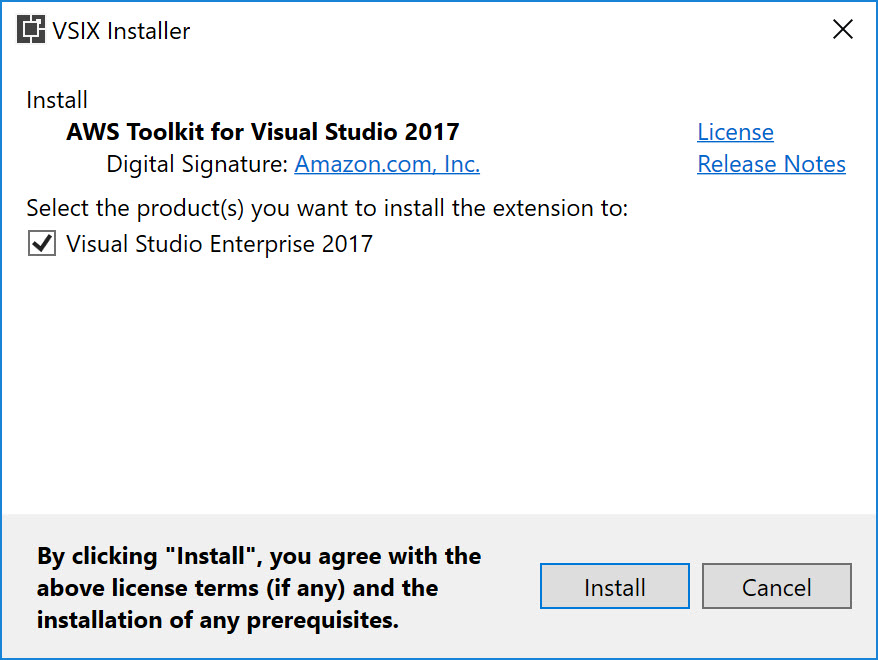 VSIX Installer
Install
AWS Toolkit for Visual Studio 2017
License
Digital Signature: Amazon.com, Inc.
Release Notes
Select the product(s) you want to install the extension to:
Visual Studio Enterprise 2017
By clicking "Install", you agree with the
above license terms (if any) and the
installation of any prerequisites.
Install
Cancel